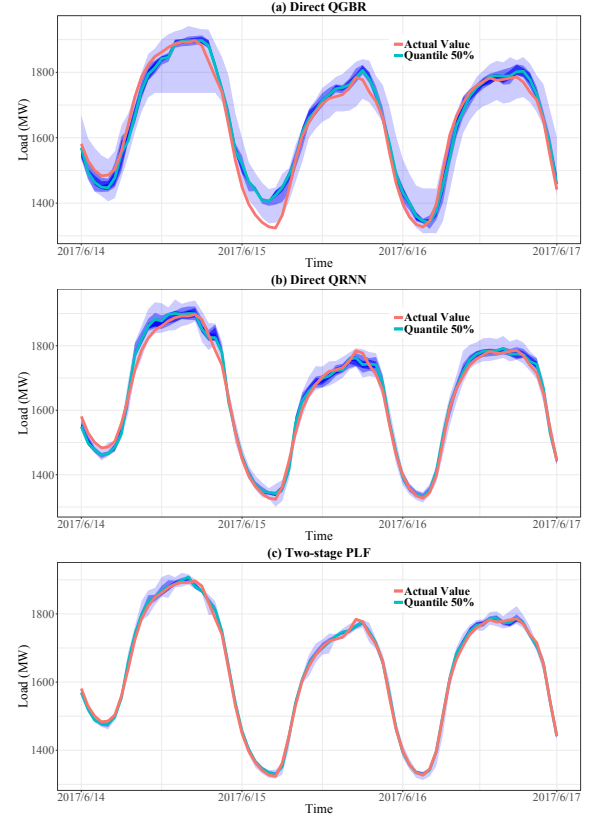 (a) Direct QGBR
Load (MW)
1800
1600
1400
Actual Value
Quantile 50%
2017/6/14
2017/6/15
2017/6/16
2017/6/17
Time
(b) Direct QRNN
Load (MW)
1800
1600
1400
Actual Value
Quantile 50%
2017/6/14
2017/6/15
2017/6/16
2017/6/17
Time
(c) Two-stage PLF
Load (MW)
1800
1600
1400
Actual Value
Quantile 50%
2017/6/14
2017/6/15
2017/6/16
2017/6/17
Time